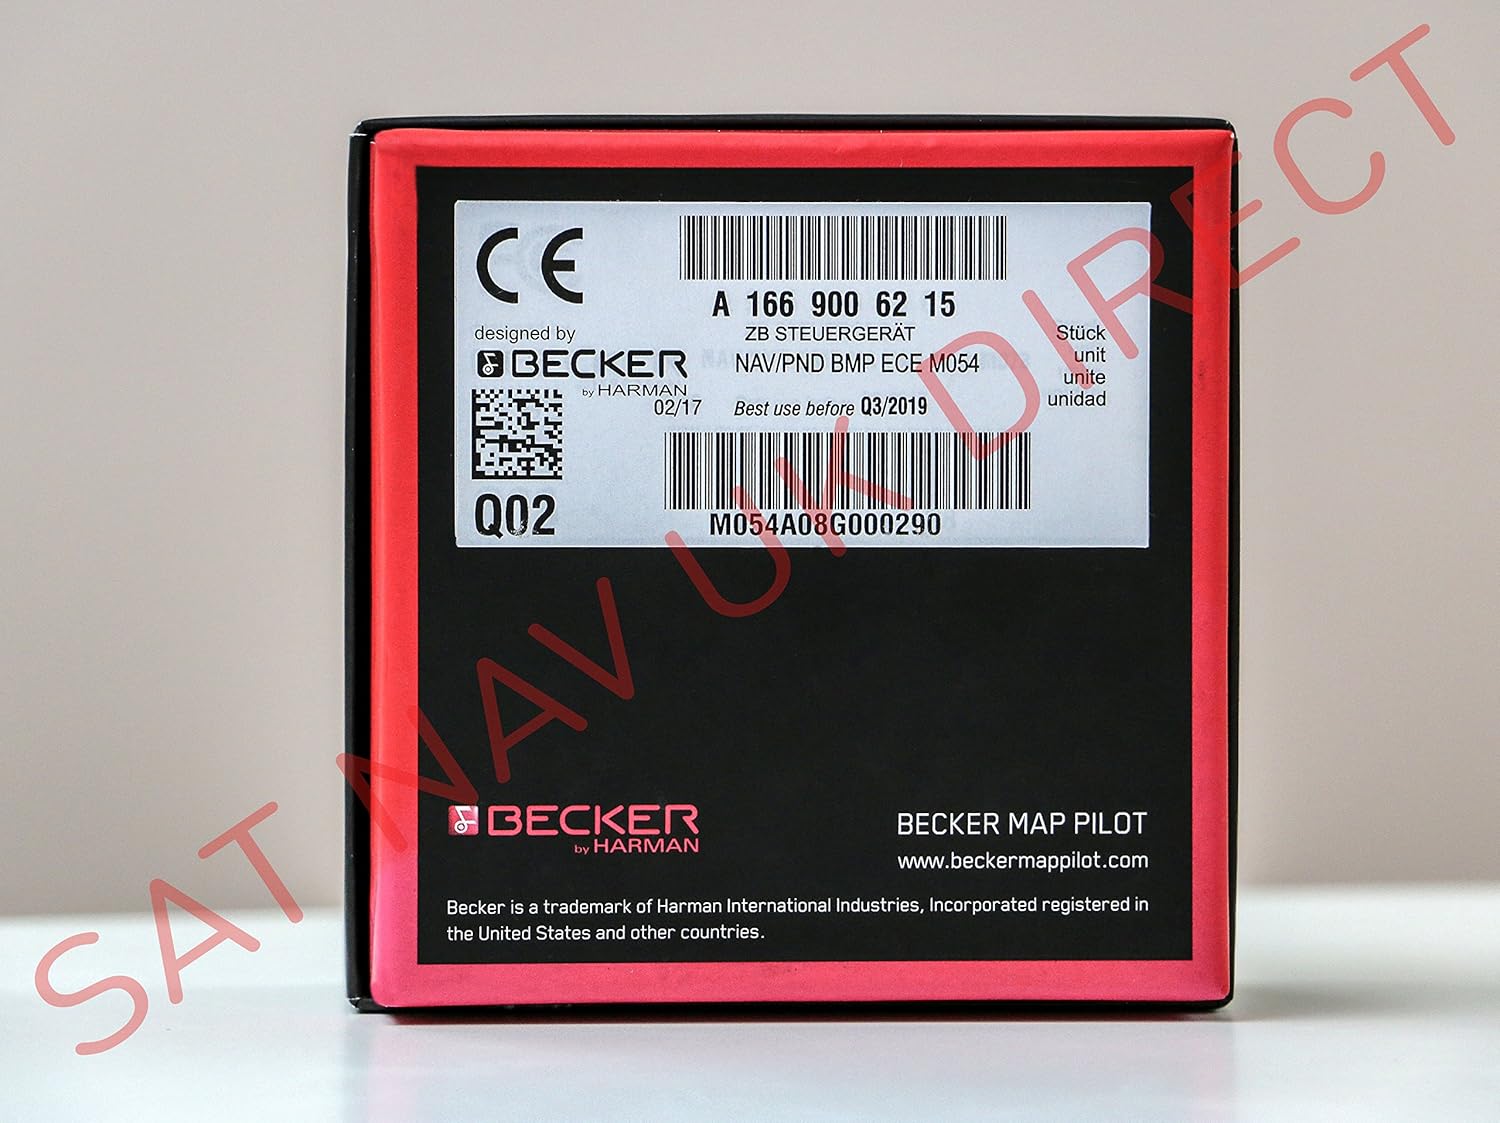 CE
A 166 900 6215
ZB STEUERGERÄT
NAV/PND BMP ECE M054
Stück
unit
unite
unidad
designed by
BECKER
by HARMAN
02/17
Best use before Q3/2019
Q02
M054A08G000290
BECKER
by HARMAN
BECKER MAP PILOT
www.beckermappilot.com
Becker is a trademark of Harman International Industries, Incorporated registered in
the United States and other countries.
SAT NAV UK DIRECT